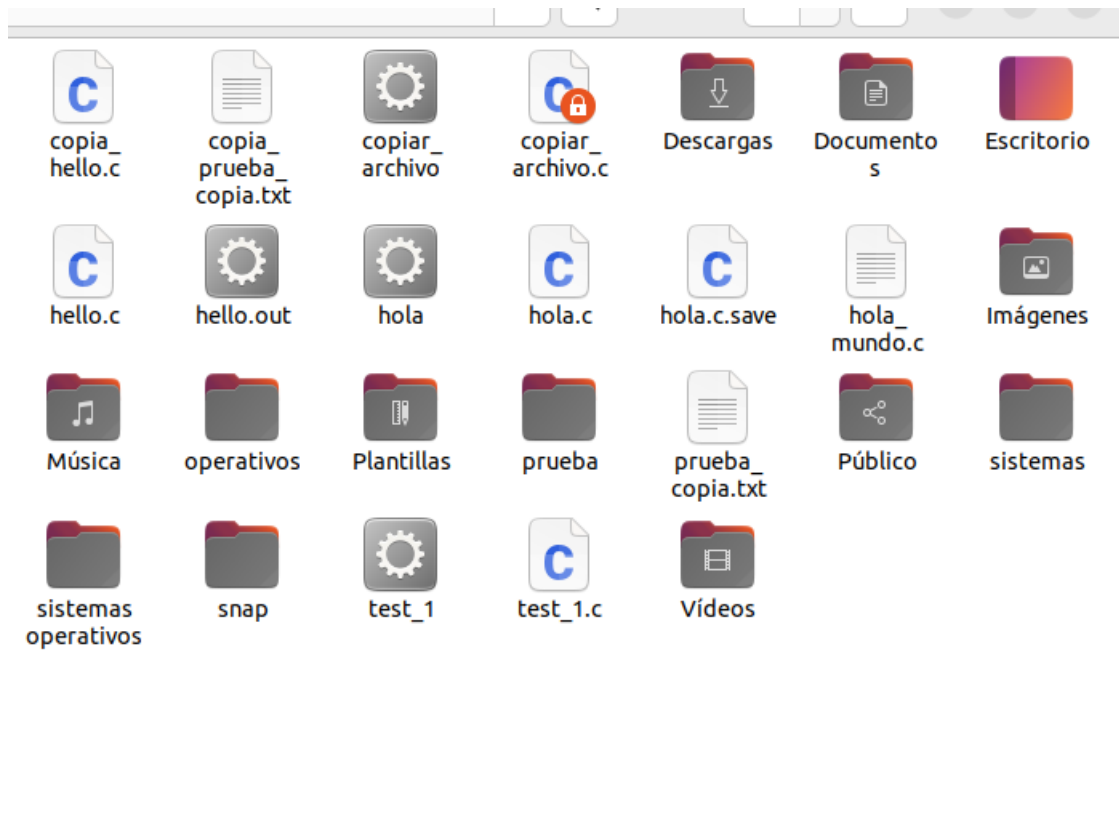 copia_
hello.c
copia_
prueba_
copia.txt
copiar_
archivo
copiar_
archivo.c
Descargas
Documento
s
Escritorio
hello.c
hello.out
hola
hola.c
hola.c.save
hola_
mundo.c
Imágenes
Música
operativos
Plantillas
prueba
prueba_
copia.txt
Público
sistemas
sistemas
operativos
snap
test_1
test_1.c
Vídeos